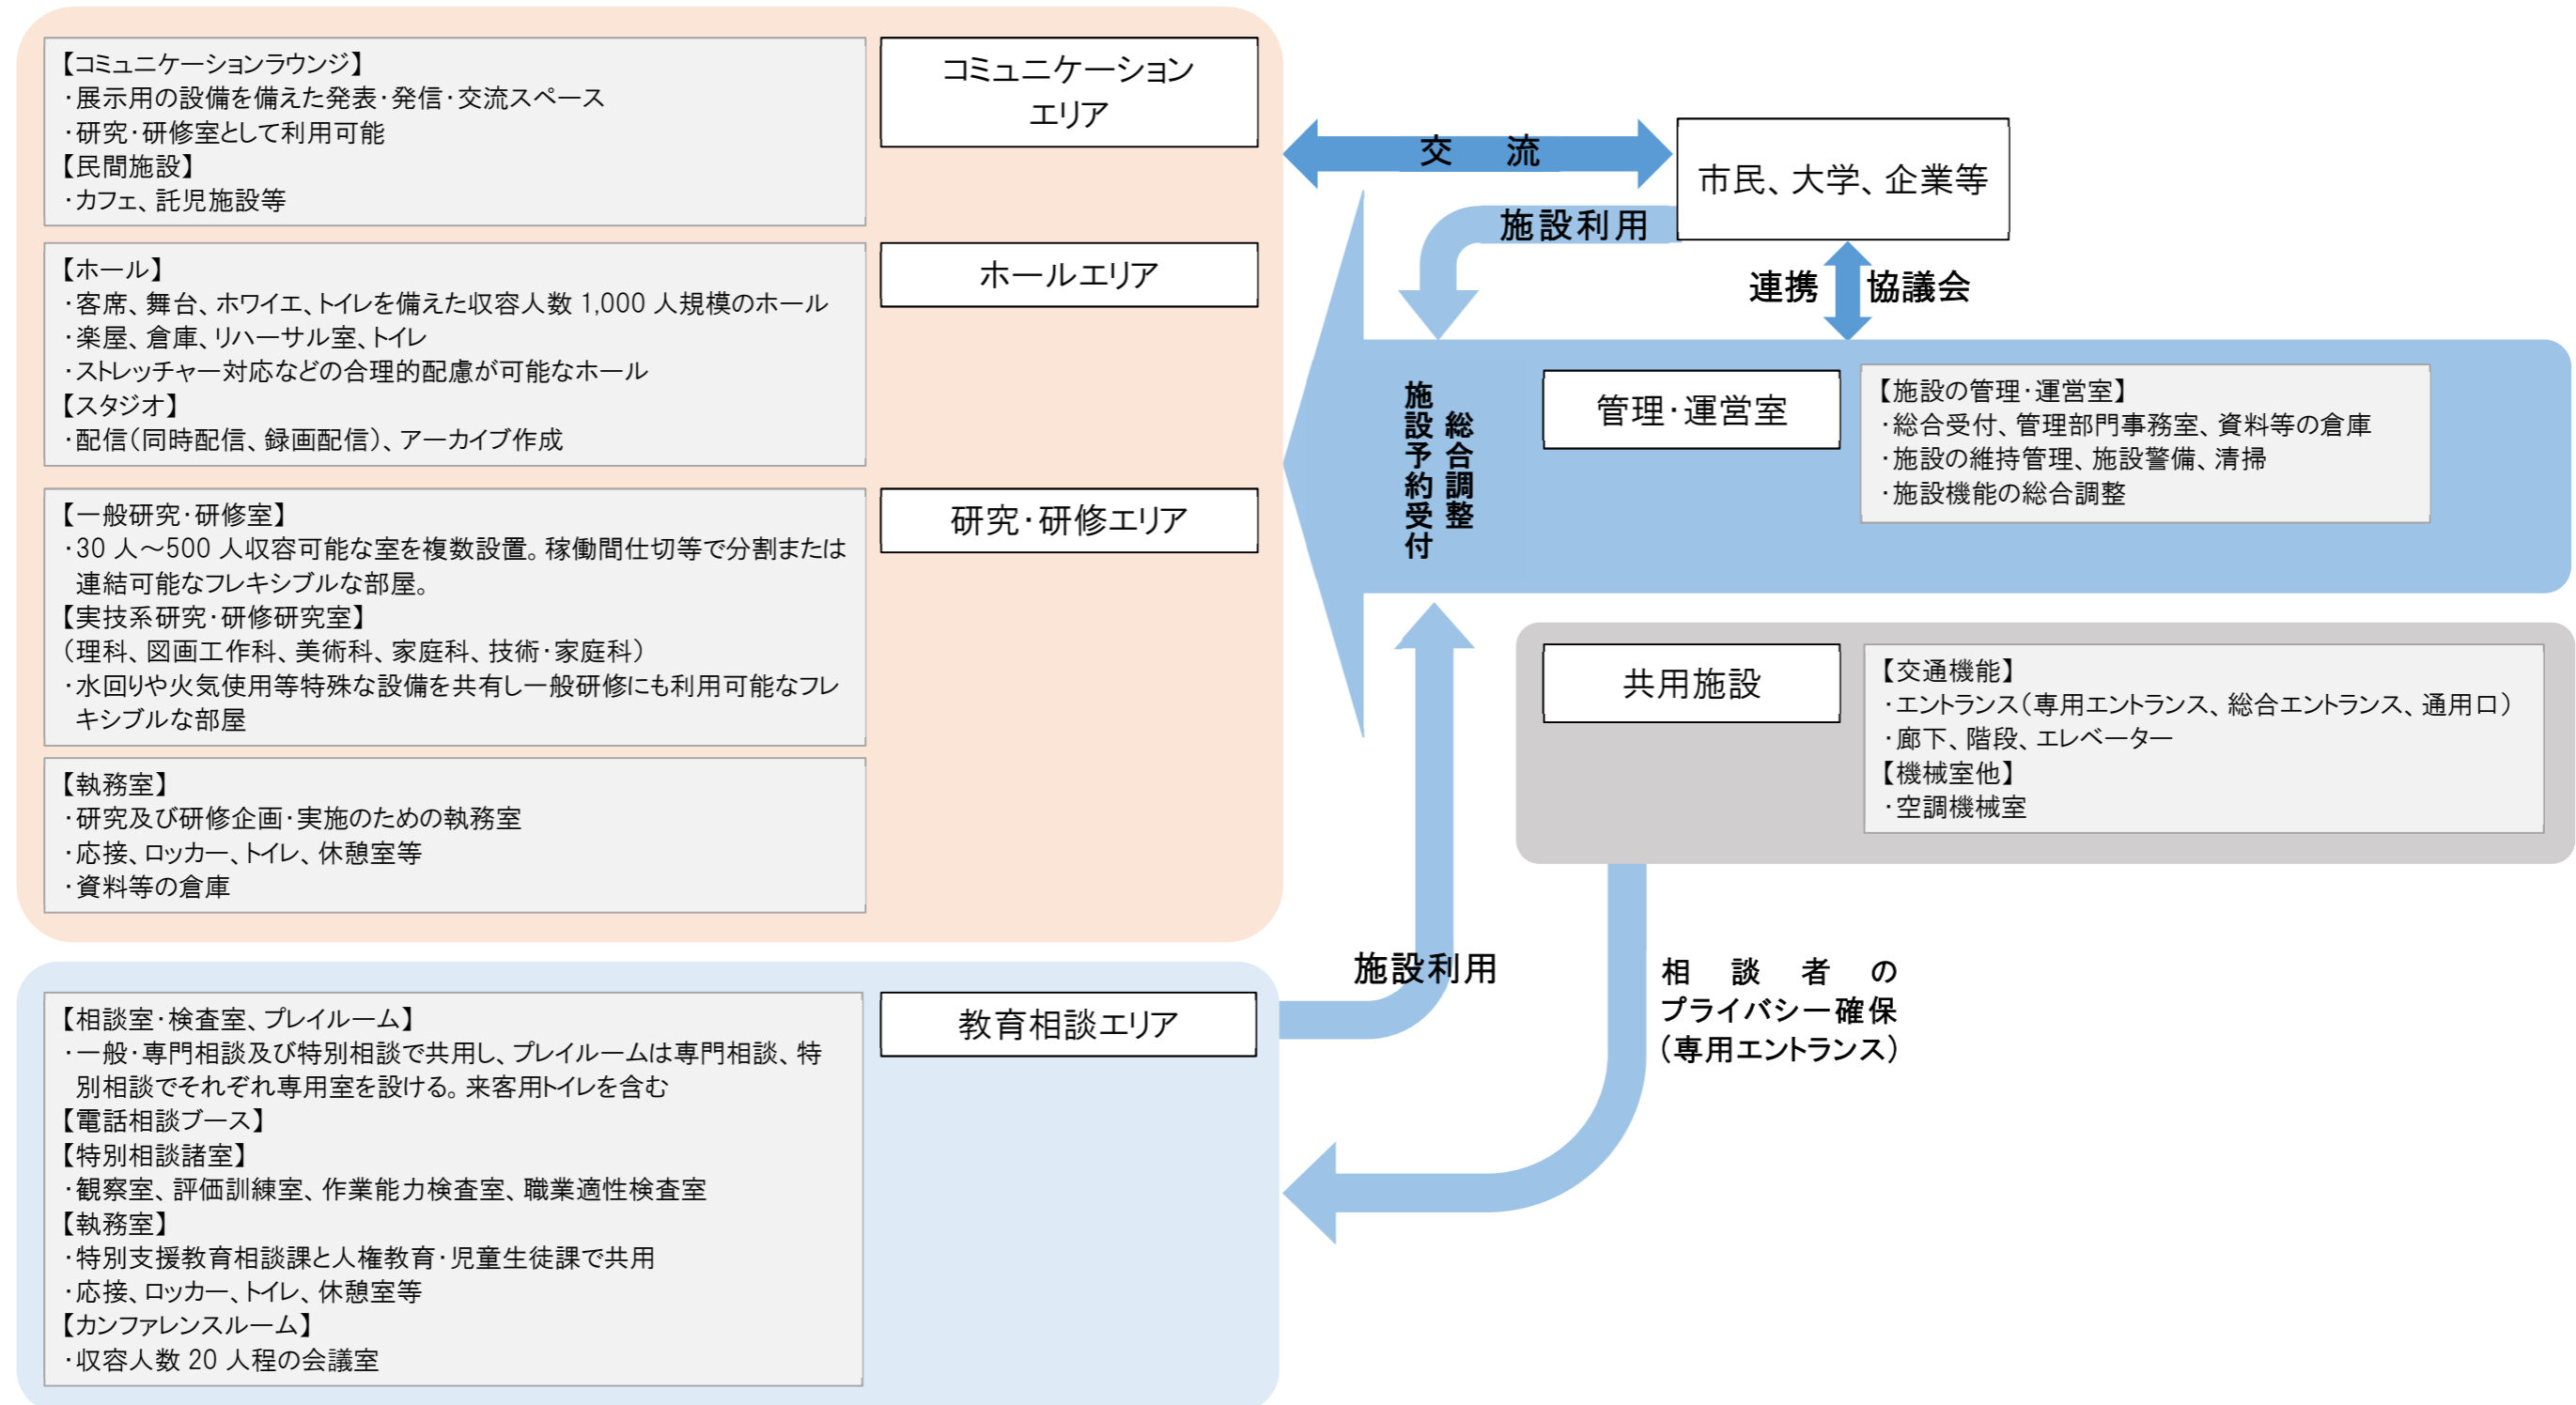 【コミュニケーションラウンジ】
・展示用の設備を備えた発表・発信・交流スペース
・研究・研修室として利用可能
【民間施設】
・カフェ、託児施設等
コミュニケーション
エリア
【ホール】
・客席、舞台、ホワイエ、トイレを備えた収容人数 1,000 人規模のホール
・楽屋、倉庫、リハーサル室、トイレ
・ストレッチャー対応などの合理的配慮が可能なホール
【スタジオ】
・配信（同時配信、録画配信）、アーカイブ作成
ホールエリア
【一般研究・研修室】
・30 人～500 人収容可能な室を複数設置。稼働間仕切等で分割または
連結可能なフレキシブルな部屋。
【実技系研究・研修研究室】
（理科、図画工作科、美術科、家庭科、技術・家庭科）
・水回りや火気使用等特殊な設備を共有し一般研修にも利用可能なフレ
キシブルな部屋
研究・研修エリア
【執務室】
・研究及び研修企画・実施のための執務室
・応接、ロッカー、トイレ、休憩室等
・資料等の倉庫
交　流
市民、大学、企業等
施設利用
連携　協議会
総合調整
施設予約受付
管理・運営室
【施設の管理・運営室】
・総合受付、管理部門事務室、資料等の倉庫
・施設の維持管理、施設警備、清掃
・施設機能の総合調整
共用施設
【交通機能】
・エントランス（専用エントランス、総合エントランス、通用口）
・廊下、階段、エレベーター
【機械室他】
・空調機械室
施設利用
相談者の
プライバシー確保
（専用エントランス）
【相談室・検査室、プレイルーム】
・一般・専門相談及び特別相談で共用し、プレイルームは専門相談、特
別相談でそれぞれ専用室を設ける。来客用トイレを含む
【電話相談ブース】
【特別相談諸室】
・観察室、評価訓練室、作業能力検査室、職業適性検査室
【執務室】
・特別支援教育相談課と人権教育・児童生徒課で共用
・応接、ロッカー、トイレ、休憩室等
【カンファレンスルーム】
・収容人数 20 人程の会議室
教育相談エリア